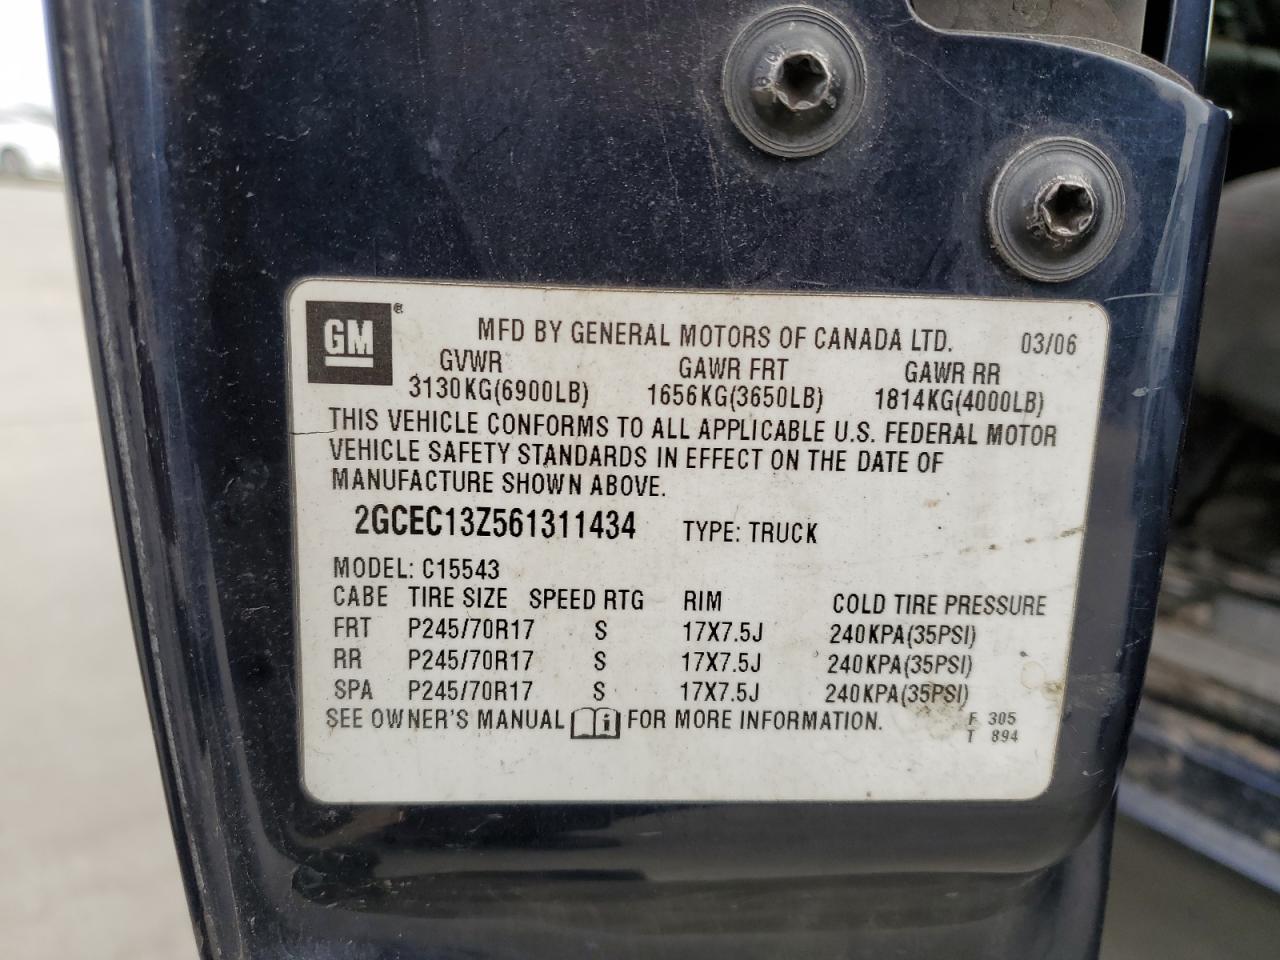 GM ®
MFD BY GENERAL MOTORS OF CANADA LTD. 03/06
GVWR GAWR FRT GAWR RR
3130KG(6900LB) 1656KG(3650LB) 1814KG(4000LB)
THIS VEHICLE CONFORMS TO ALL APPLICABLE U.S. FEDERAL MOTOR
VEHICLE SAFETY STANDARDS IN EFFECT ON THE DATE OF
MANUFACTURE SHOWN ABOVE.
2GCEC13Z561311434 TYPE: TRUCK
MODEL: C15543
CABE TIRE SIZE SPEED RTG RIM COLD TIRE PRESSURE
FRT P245/70R17 S 17X7.5J 240KPA(35PSI)
RR P245/70R17 S 17X7.5J 240KPA(35PSI)
SPA P245/70R17 S 17X7.5J 240KPA(35PSI)
SEE OWNER'S MANUAL i FOR MORE INFORMATION.
F 305
T 894